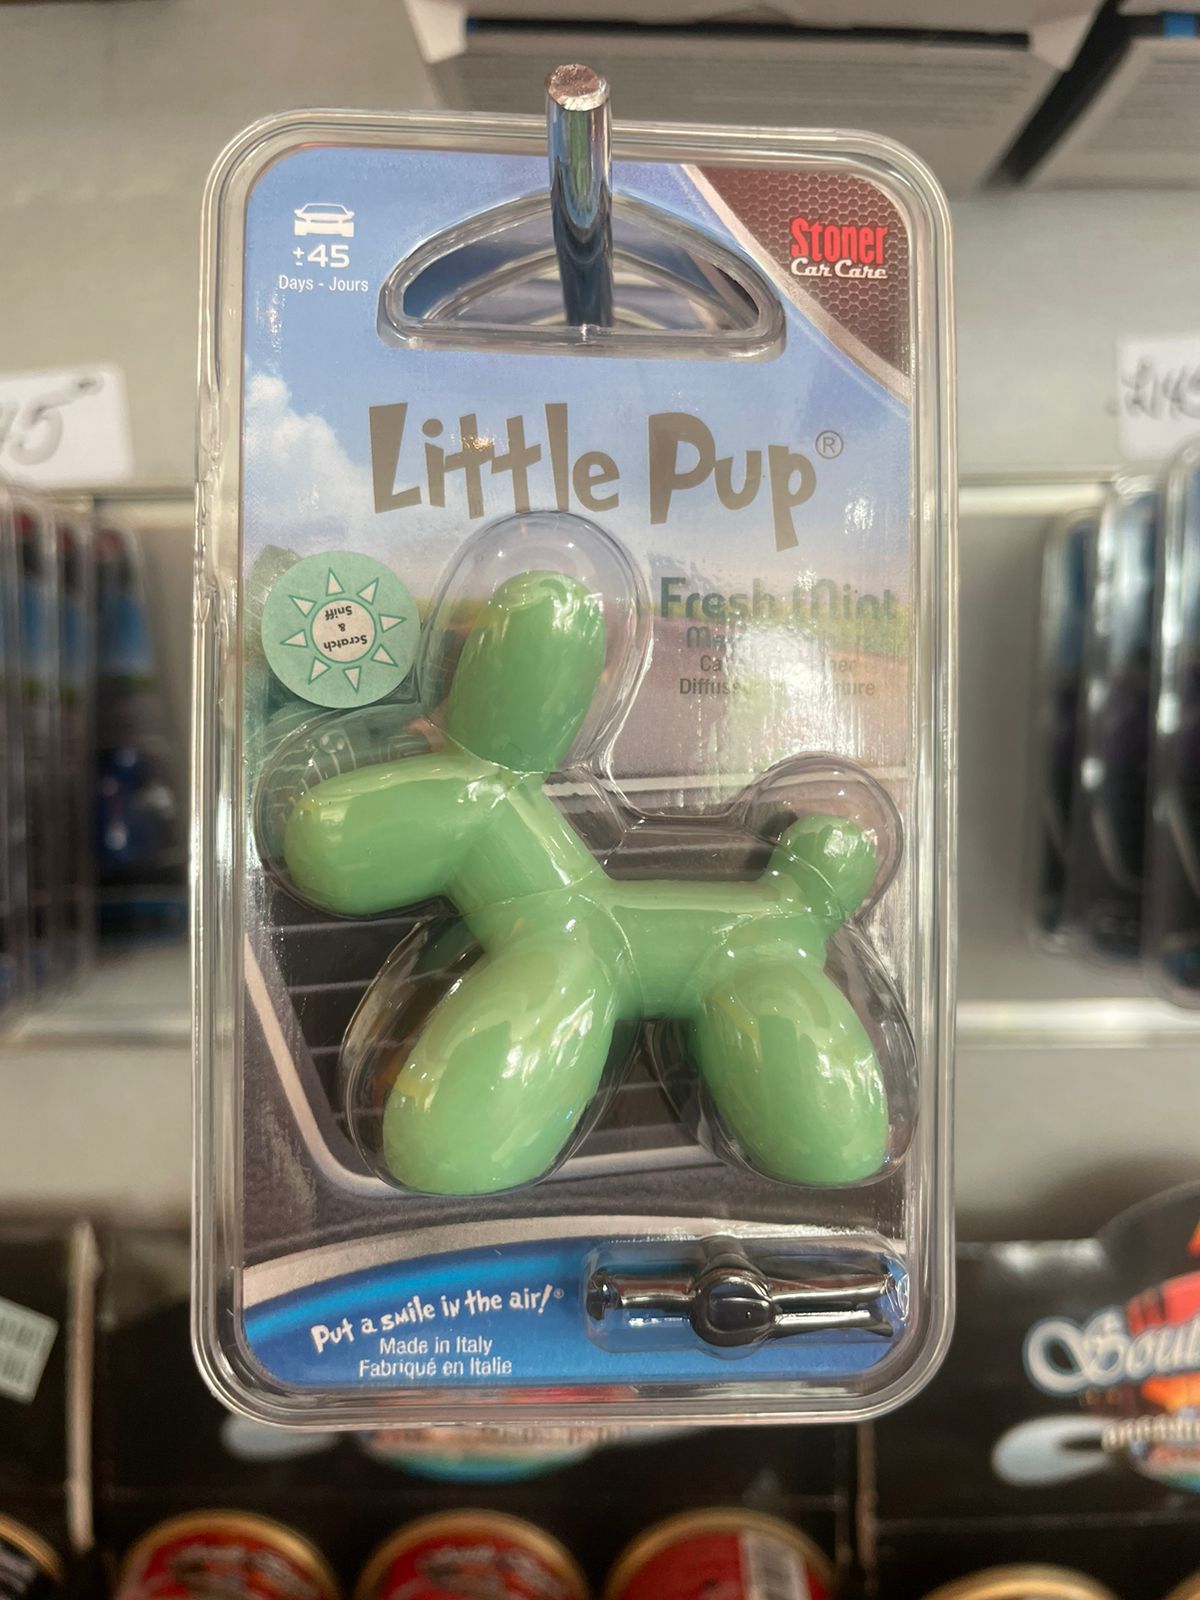 ±45
Days - Jours
Stoner
Car Care
Little Pup®
Scratch
&
Sniff
Fresh Mint
Put a smile in the air!®
Made in Italy
Fabriqué en Italie